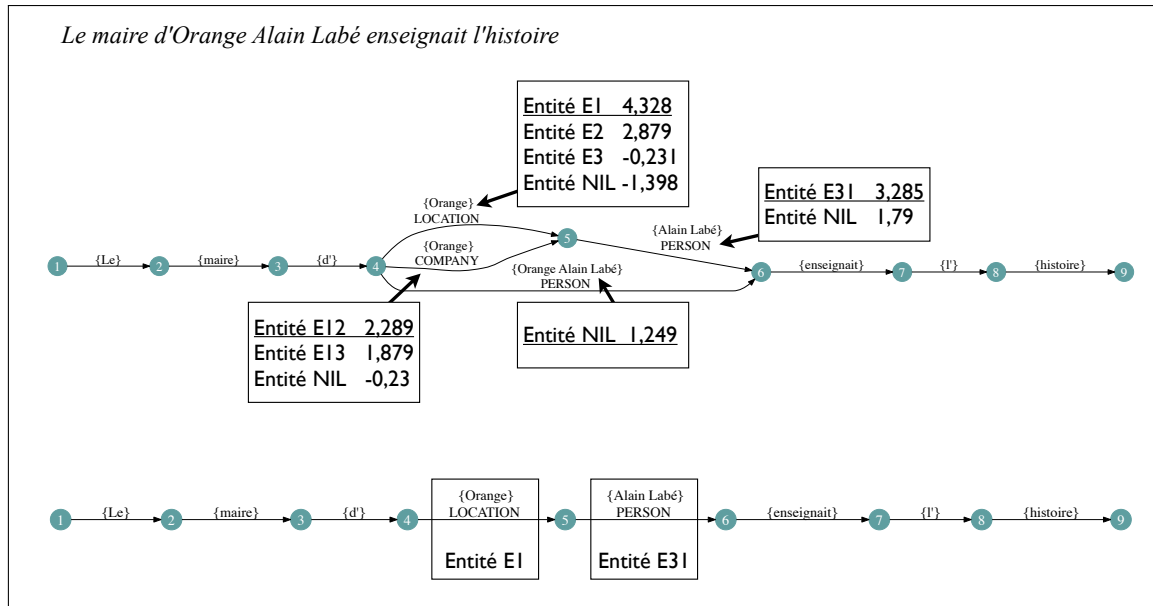 Le maire d'Orange Alain Labé enseignait l'histoire
Entité E1 4,328
Entité E2 2,879
Entité E3 -0,231
Entité NIL -1,398
Entité E31 3,285
Entité NIL 1,79
{Orange}
LOCATION
{Alain Labé}
PERSON
{Orange}
COMPANY
{Orange Alain Labé}
PERSON
1 {Le} 2 {maire} 3 {d'} 4 5 6 {enseignait} 7 {l'} 8 {histoire} 9
Entité E12 2,289
Entité E13 1,879
Entité NIL -0,23
Entité NIL 1,249
{Orange}
LOCATION
{Alain Labé}
PERSON
1 {Le} 2 {maire} 3 {d'} 4 5 6 {enseignait} 7 {l'} 8 {histoire} 9
Entité E1
Entité E31